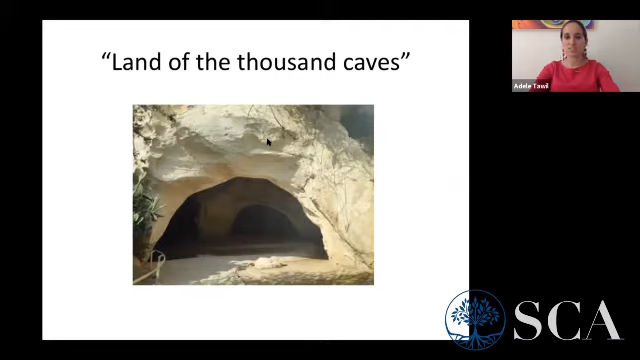 “Land of the thousand caves”
Adele Tawil
SCA